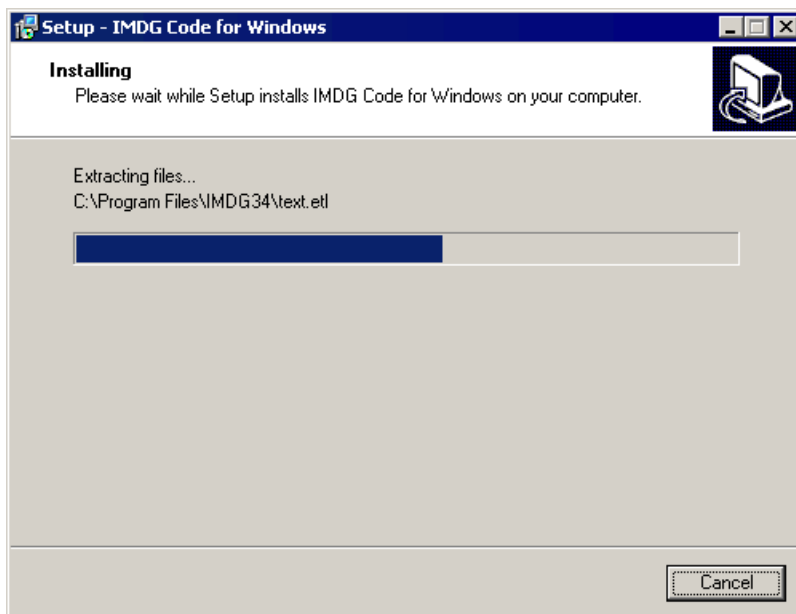 Setup - IMDG Code for Windows
Installing
Please wait while Setup installs IMDG Code for Windows on your computer.
Extracting files...
C:\Program Files\IMDG34\text.etl
Cancel